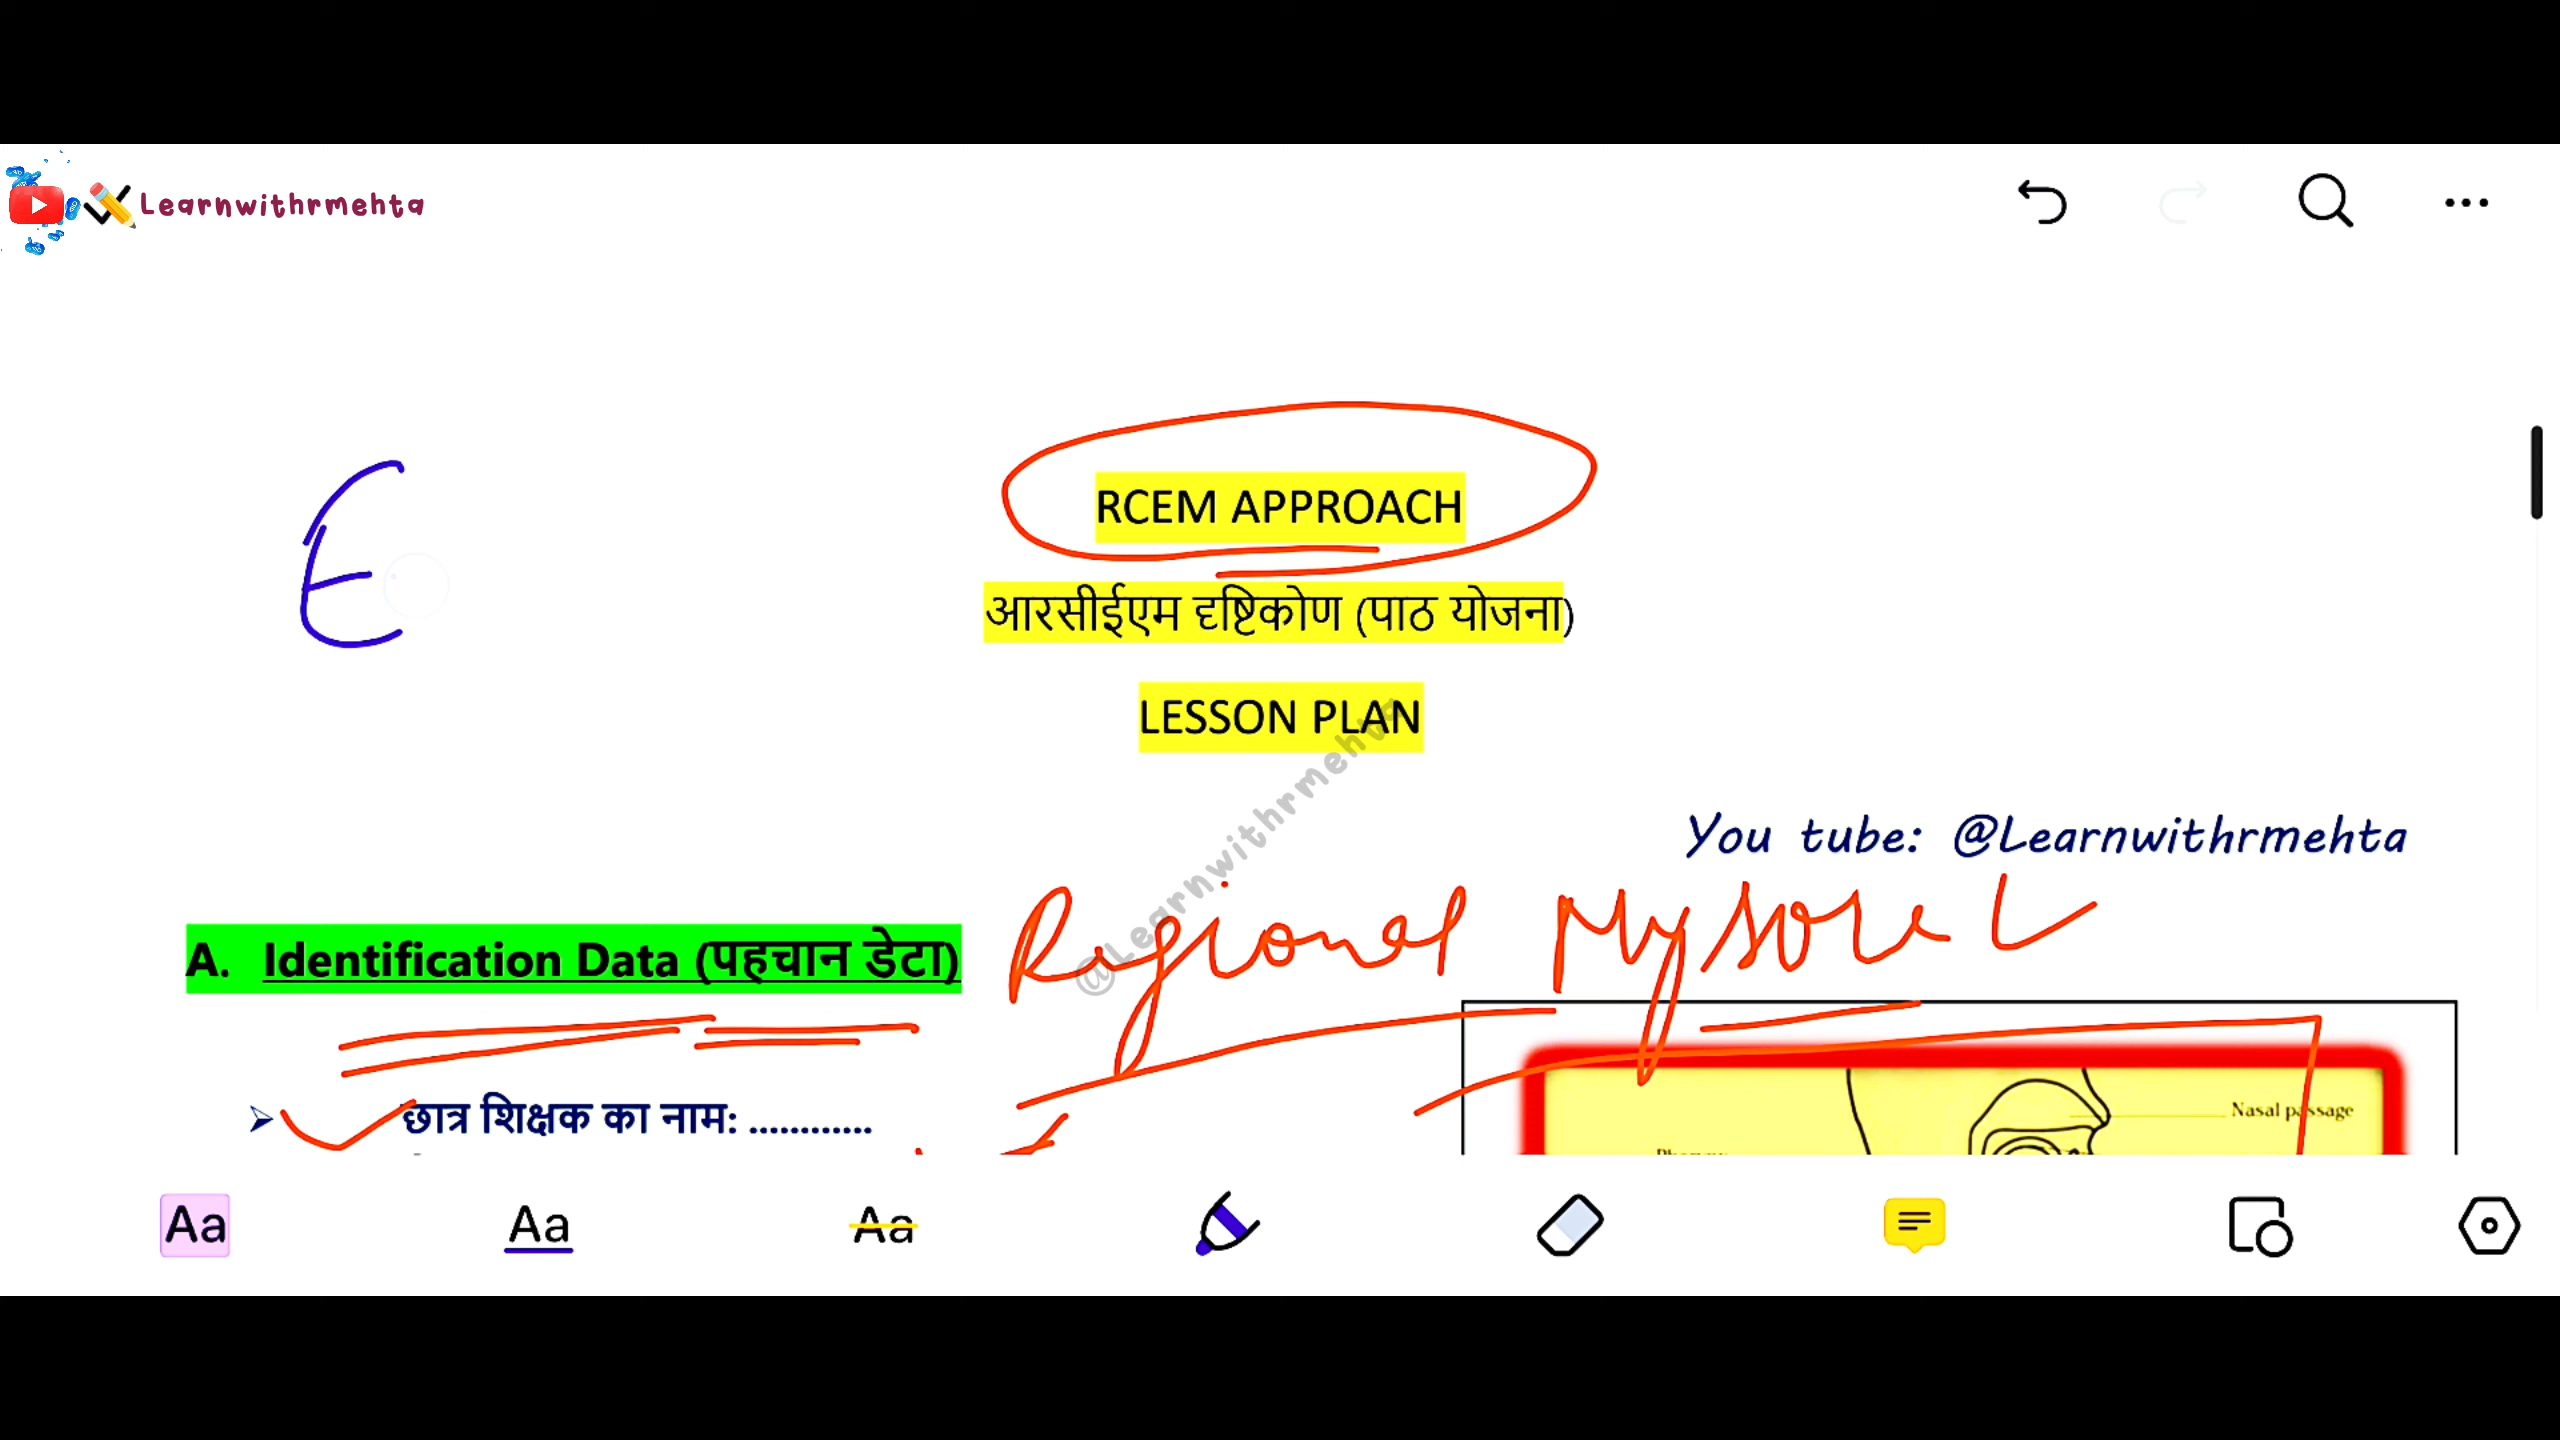 Learnwithrmehta
E
RCEM APPROACH
आरसीईएम दृष्टिकोण (पाठ योजना)
LESSON PLAN
@Learnwithrmehta
You tube: @Learnwithrmehta
A. Identification Data (पहचान डेटा)
Regional Mysore
➢ छात्र शिक्षक का नाम: ............
Nasal passage
Aa Aa Aa